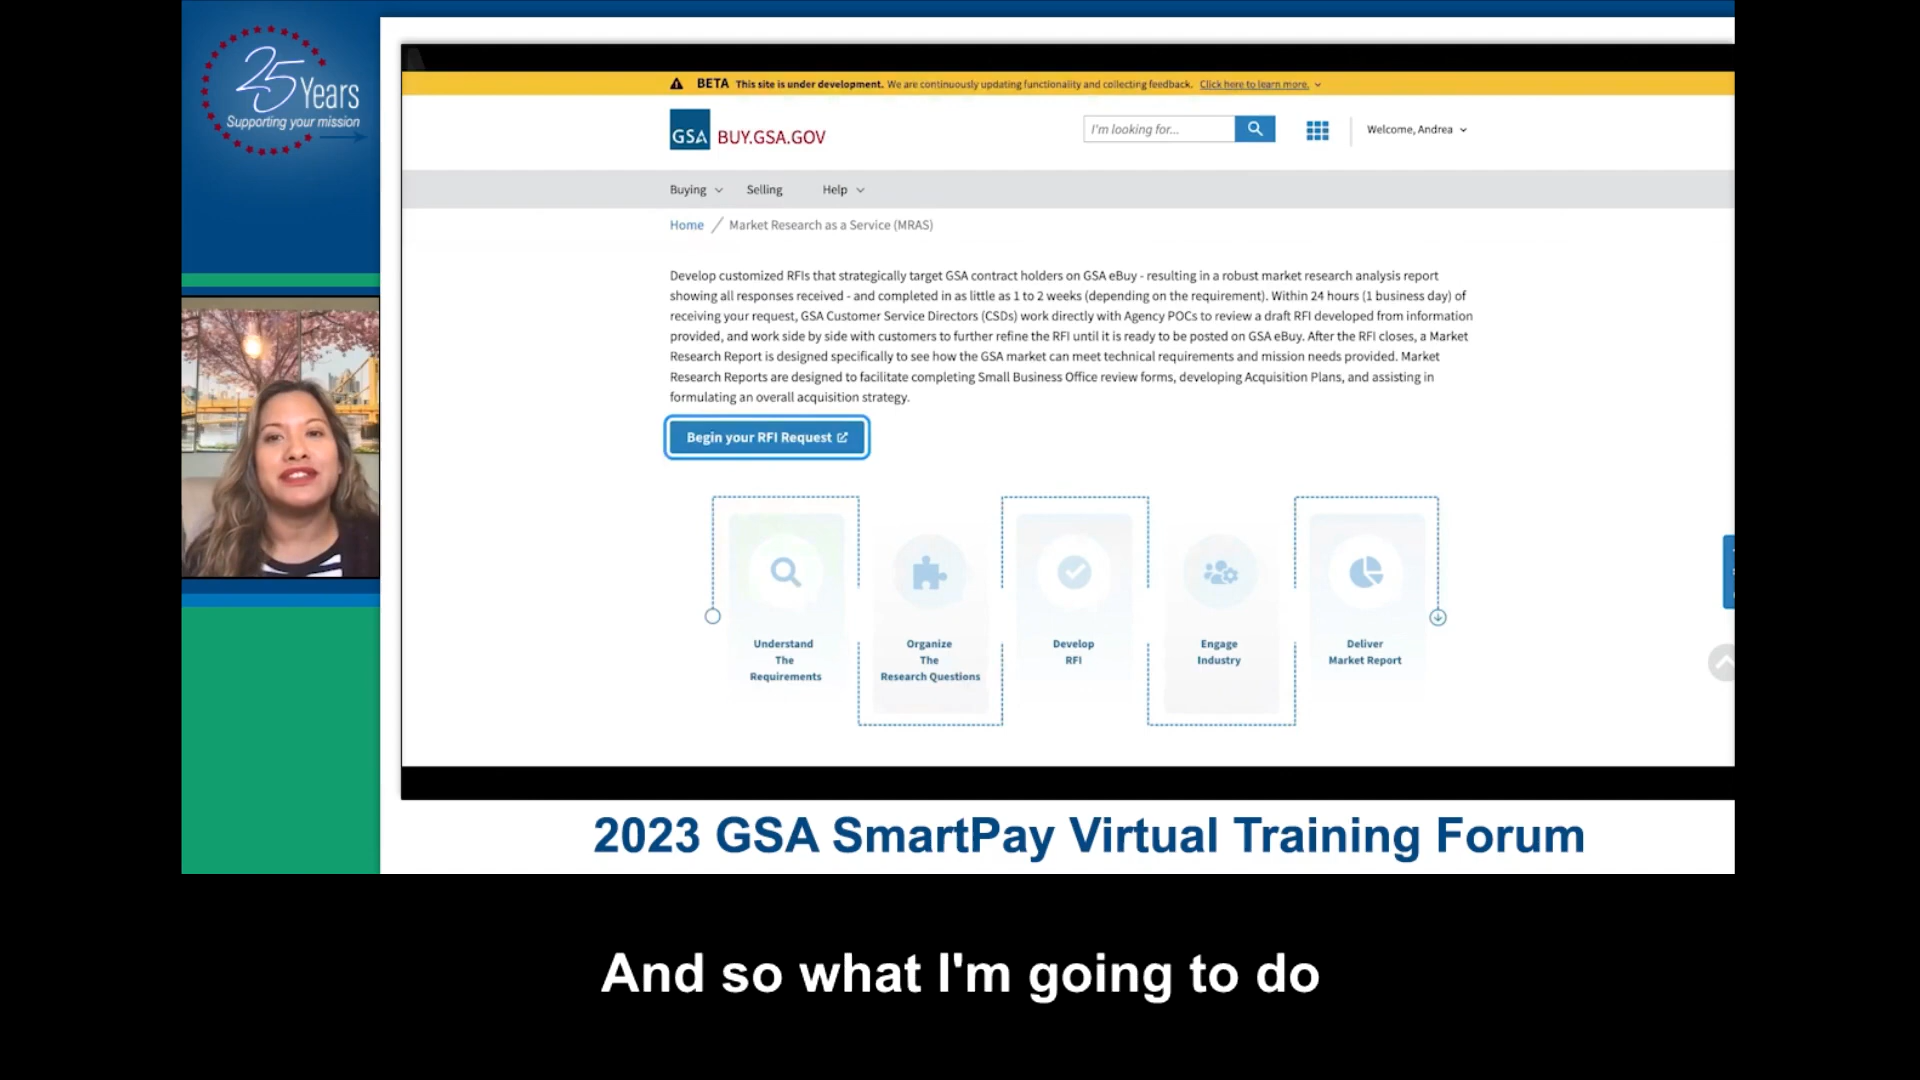 25 Years
Supporting your mission
BETA This site is under development. We are continuously updating functionality and collecting feedback. Click here to learn more.
GSA BUY.GSA.GOV
I'm looking for...
Welcome, Andrea
Buying
Selling
Help
Home / Market Research as a Service (MRAS)
Develop customized RFIs that strategically target GSA contract holders on GSA eBuy - resulting in a robust market research analysis report
showing all responses received - and completed in as little as 1 to 2 weeks (depending on the requirement). Within 24 hours (1 business day) of
receiving your request, GSA Customer Service Directors (CSDs) work directly with Agency POCs to review a draft RFI developed from information
provided, and work side by side with customers to further refine the RFI until it is ready to be posted on GSA eBuy. After the RFI closes, a Market
Research Report is designed specifically to see how the GSA market can meet technical requirements and mission needs provided. Market
Research Reports are designed to facilitate completing Small Business Office review forms, developing Acquisition Plans, and assisting in
formulating an overall acquisition strategy.
Begin your RFI Request
Understand
The
Requirements
Organize
The
Research Questions
Develop
RFI
Engage
Industry
Deliver
Market Report
2023 GSA SmartPay Virtual Training Forum
And so what I'm going to do